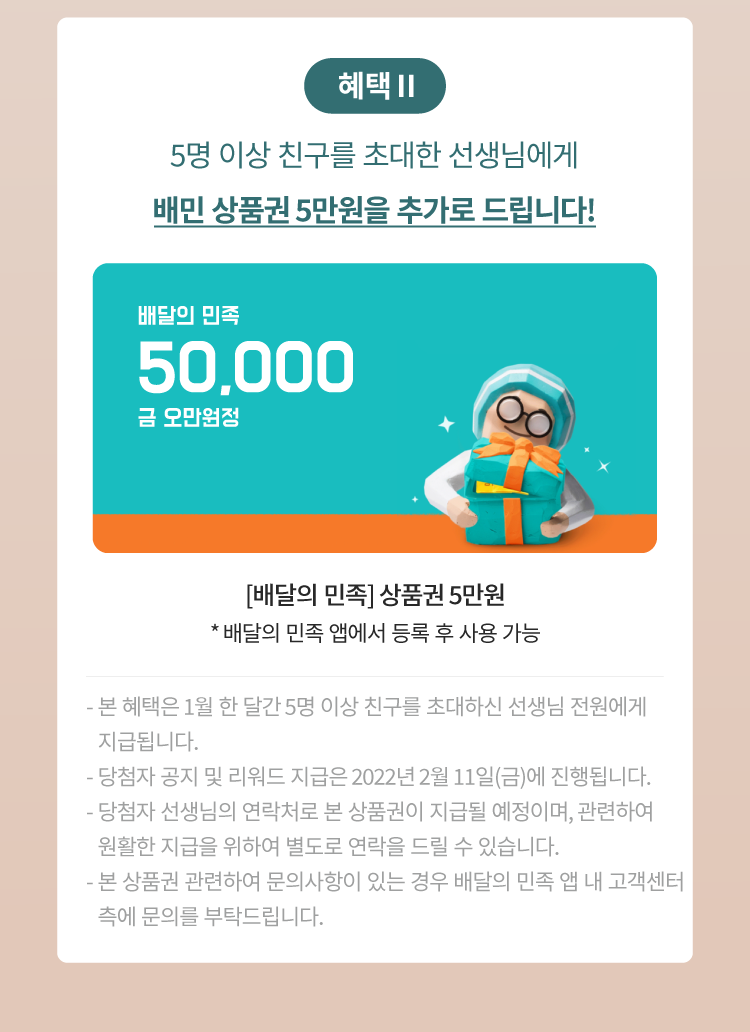 혜택 II
5명 이상 친구를 초대한 선생님에게
배민 상품권 5만원을 추가로 드립니다!
배달의 민족
50,000
금 오만원정
[배달의 민족] 상품권 5만원
* 배달의 민족 앱에서 등록 후 사용 가능
- 본 혜택은 1월 한 달간 5명 이상 친구를 초대하신 선생님 전원에게
지급됩니다.
- 당첨자 공지 및 리워드 지급은 2022년 2월 11일(금)에 진행됩니다.
- 당첨자 선생님의 연락처로 본 상품권이 지급될 예정이며, 관련하여
원활한 지급을 위하여 별도로 연락을 드릴 수 있습니다.
- 본 상품권 관련하여 문의사항이 있는 경우 배달의 민족 앱 내 고객센터
측에 문의를 부탁드립니다.